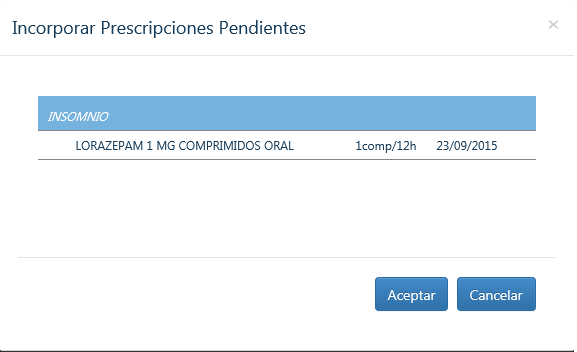 Incorporar Prescripciones Pendientes
×
INSOMNIO
LORAZEPAM 1 MG COMPRIMIDOS ORAL 1comp/12h 23/09/2015
Aceptar Cancelar